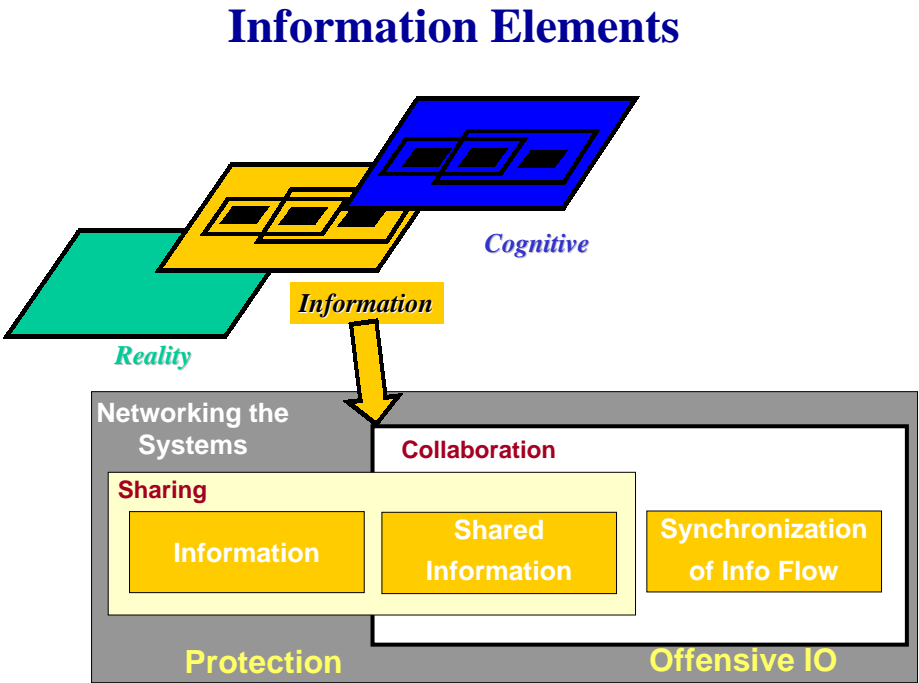 Information Elements
Cognitive
Information
Reality
Networking the
Systems
Collaboration
Sharing
Information
Shared
Information
Synchronization
of Info Flow
Protection
Offensive IO